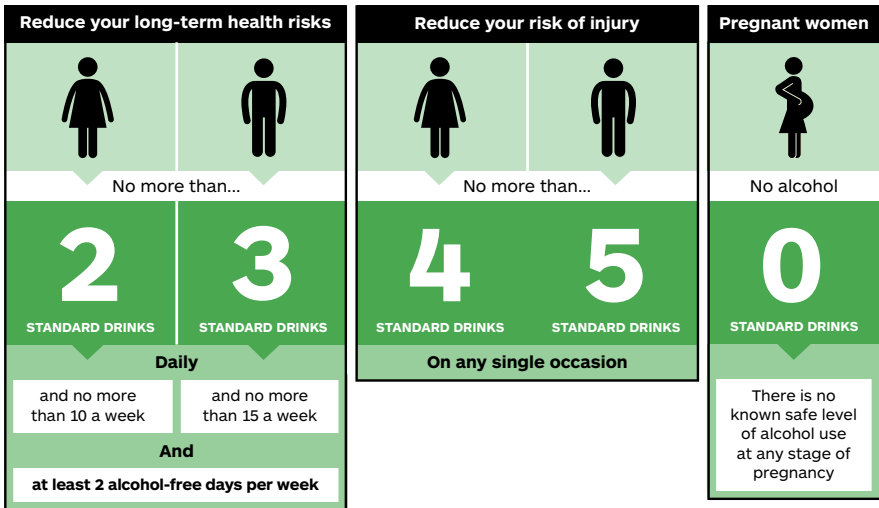 Reduce your long-term health risks
No more than...
2
3
STANDARD DRINKS
STANDARD DRINKS
Daily
and no more
than 10 a week
and no more
than 15 a week
And
at least 2 alcohol-free days per week
Reduce your risk of injury
No more than...
4
5
STANDARD DRINKS
STANDARD DRINKS
On any single occasion
Pregnant women
No alcohol
0
STANDARD DRINKS
There is no
known safe level
of alcohol use
at any stage of
pregnancy